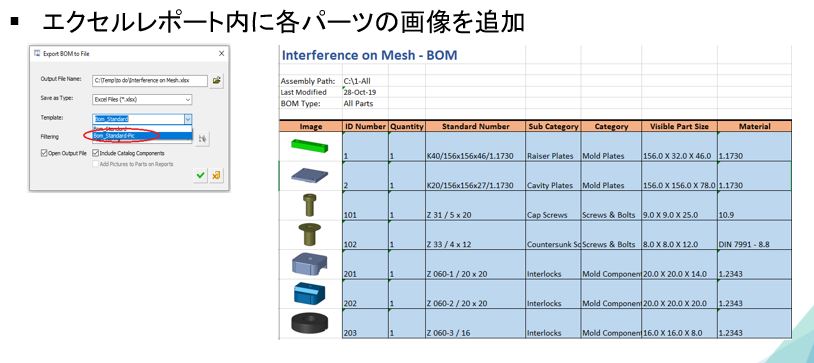 ▪ エクセルレポート内に各パーツの画像を追加
Export BOM to File
Output File Name: C:\Temp\to do\Interference on Mesh.xlsx
Save as Type: Excel Files (*.xlsx)
Template: Bom_Standard
Bom_Standard
Bom_Standard-Pic
Filtering
Open Output File Include Catalog Components
Add Pictures to Parts on Reports
Interference on Mesh - BOM
Assembly Path: C:\1-All
Last Modified 28-Oct-19
BOM Type: All Parts
Image ID Number Quantity Standard Number Sub Category Category Visible Part Size Material
1 1 K40/156x156x46/1.1730 Raiser Plates Mold Plates 156.0 X 32.0 X 46.0 1.1730
2 1 K20/156x156x27/1.1730 Cavity Plates Mold Plates 156.0 X 156.0 X 78.0 1.1730
101 1 Z 31 / 5 x 20 Cap Screws Screws & Bolts 9.0 X 9.0 X 25.0 10.9
102 1 Z 33 / 4 x 12 Countersunk Sc Screws & Bolts 8.0 X 8.0 X 12.0 DIN 7991 - 8.8
201 1 Z 060-1 / 20 x 20 Interlocks Mold Component 20.0 X 20.0 X 14.0 1.2343
202 1 Z 060-2 / 20 x 20 Interlocks Mold Component 20.0 X 20.0 X 20.0 1.2343
203 1 Z 060-3 / 16 Interlocks Mold Component 16.0 X 16.0 X 8.0 1.2343